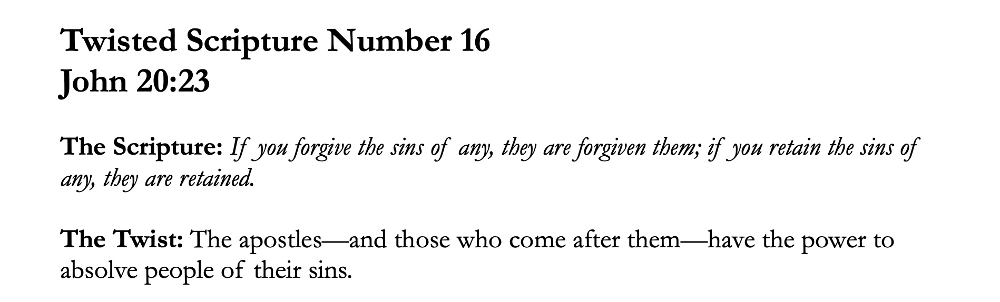 Twisted Scripture Number 16
John 20:23
The Scripture: If you forgive the sins of any, they are forgiven them; if you retain the sins of
any, they are retained.
The Twist: The apostles—and those who come after them—have the power to
absolve people of their sins.